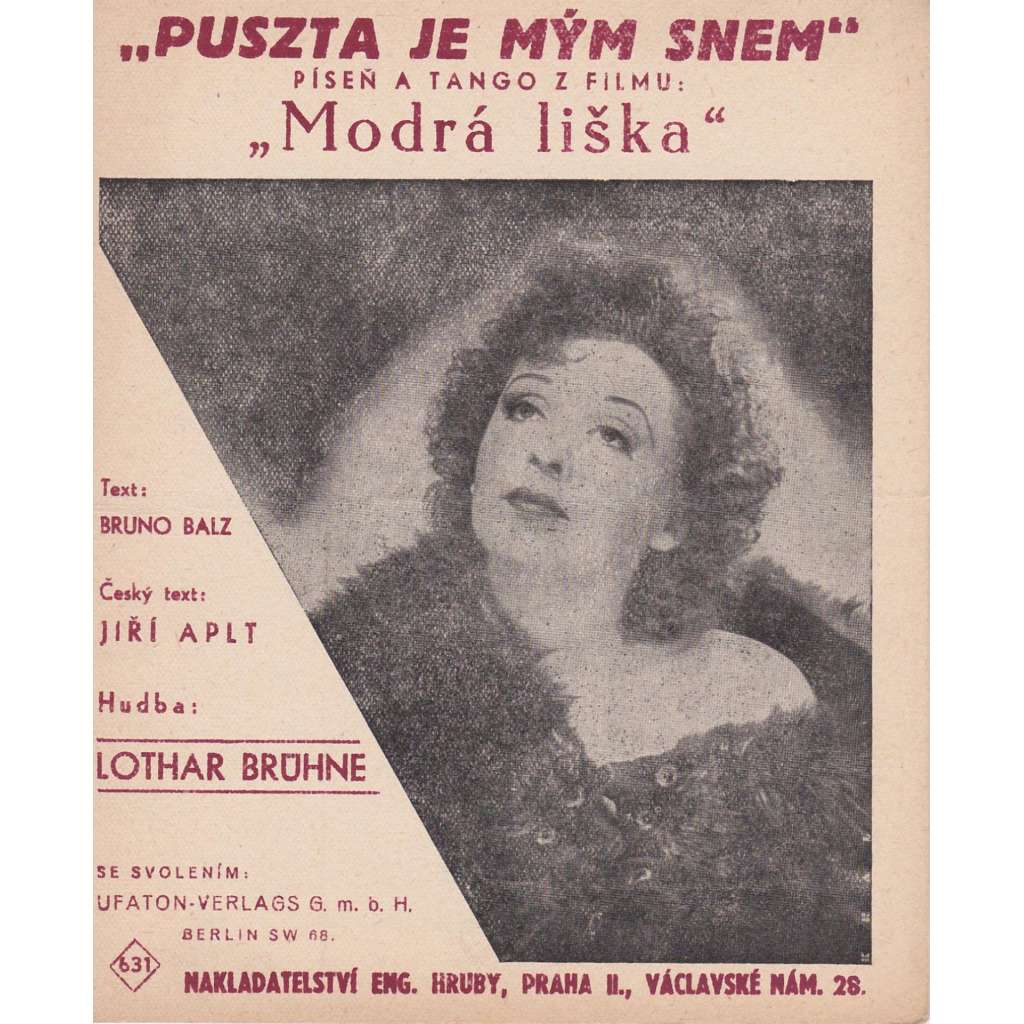 „PUSZTA JE MÝM SNEM“
PÍSEŇ A TANGO Z FILMU:
„Modrá liška“
Text:
BRUNO BALZ
Český text:
JIŘÍ APLT
Hudba:
LOTHAR BRÜHNE
SE SVOLENÍM:
UFATON-VERLAGS G. m. b. H.
BERLIN SW 68.
631
NAKLADATELSTVÍ ENG. HRUBY, PRAHA II., VÁCLAVSKÉ NÁM. 28.